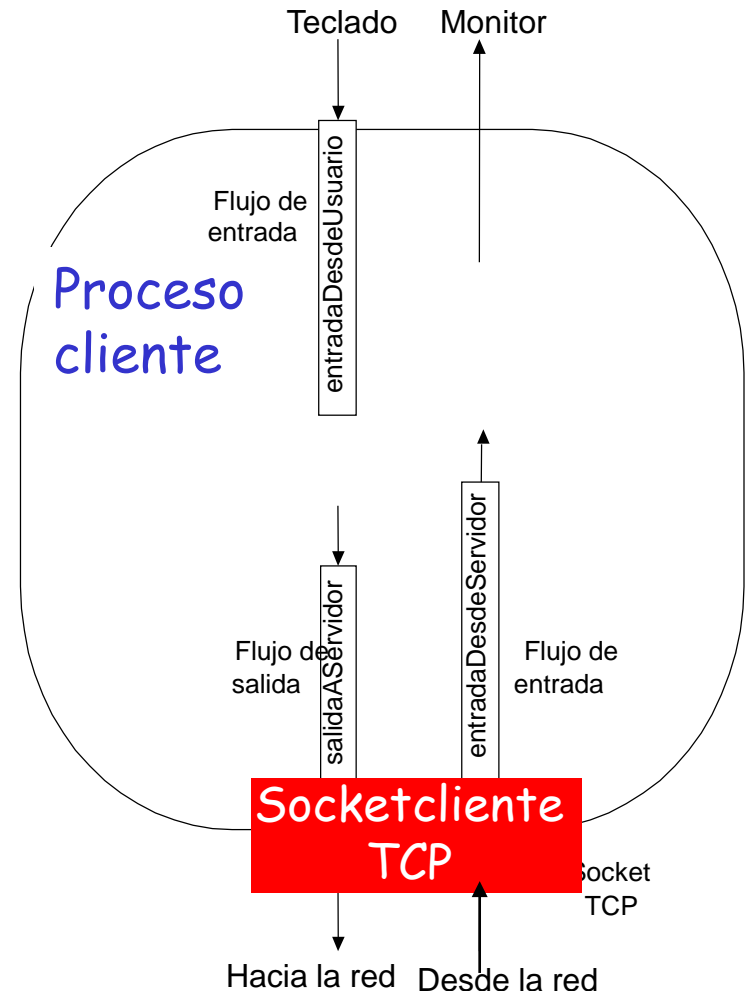 Teclado
Monitor
entradaDesdeUsuario
Flujo de
entrada
Proceso
cliente
salidaAServidor
entradaDesdeServidor
Flujo de
salida
Flujo de
entrada
Socketcliente
TCP
Socket
TCP
Hacia la red
Desde la red